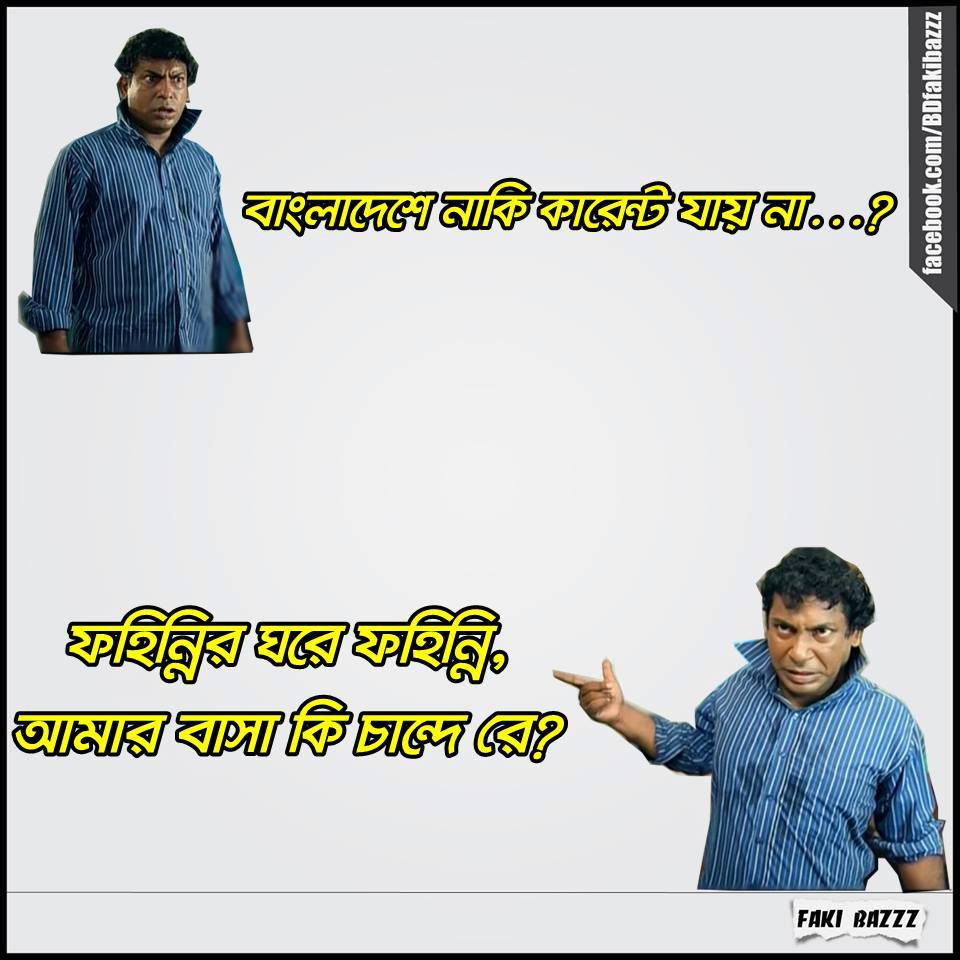 facebook.com/BDfakibazzz
বাংলাদেশে নাকি কারেন্ট যায় না...?
ফহিন্নির ঘরে ফহিন্নি,
আমার বাসা কি চান্দে রে?
FAKI BAZZZ